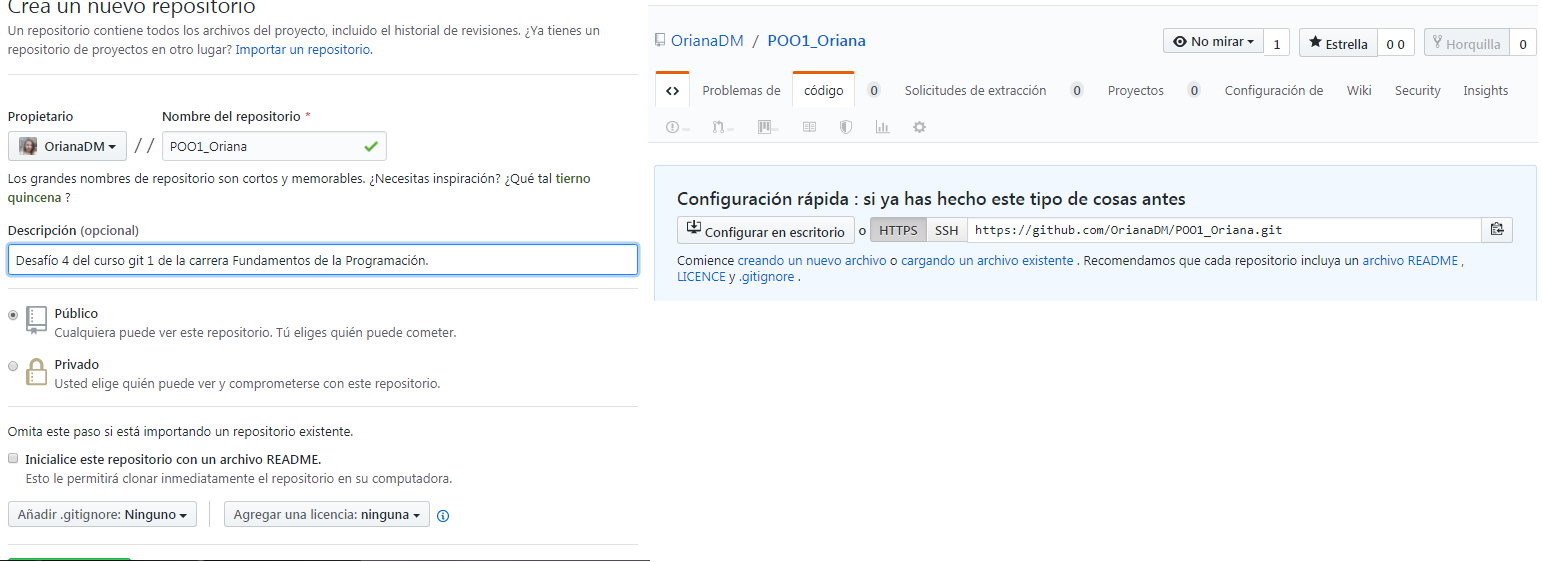 Crea un nuevo repositorio
Un repositorio contiene todos los archivos del proyecto, incluido el historial de revisiones. ¿Ya tienes un
repositorio de proyectos en otro lugar? Importar un repositorio.
Propietario
Nombre del repositorio *
OrianaDM
/ /
POO1_Oriana
Los grandes nombres de repositorio son cortos y memorables. ¿Necesitas inspiración? ¿Qué tal tierno
quincena ?
Descripción (opcional)
Desafío 4 del curso git 1 de la carrera Fundamentos de la Programación.
Público
Cualquiera puede ver este repositorio. Tú eliges quién puede cometer.
Privado
Usted elige quién puede ver y comprometerse con este repositorio.
Omita este paso si está importando un repositorio existente.
Inicialice este repositorio con un archivo README.
Esto le permitirá clonar inmediatamente el repositorio en su computadora.
Añadir .gitignore: Ninguno
Agregar una licencia: ninguna
OrianaDM / POO1_Oriana
No mirar 1
Estrella 0 0
Horquilla 0
<> Problemas de código 0 Solicitudes de extracción 0 Proyectos 0 Configuración de Wiki Security Insights
Configuración rápida : si ya has hecho este tipo de cosas antes
Configurar en escritorio o HTTPS SSH https://github.com/OrianaDM/POO1_Oriana.git
Comience creando un nuevo archivo o cargando un archivo existente . Recomendamos que cada repositorio incluya un archivo README ,
LICENCE y .gitignore .